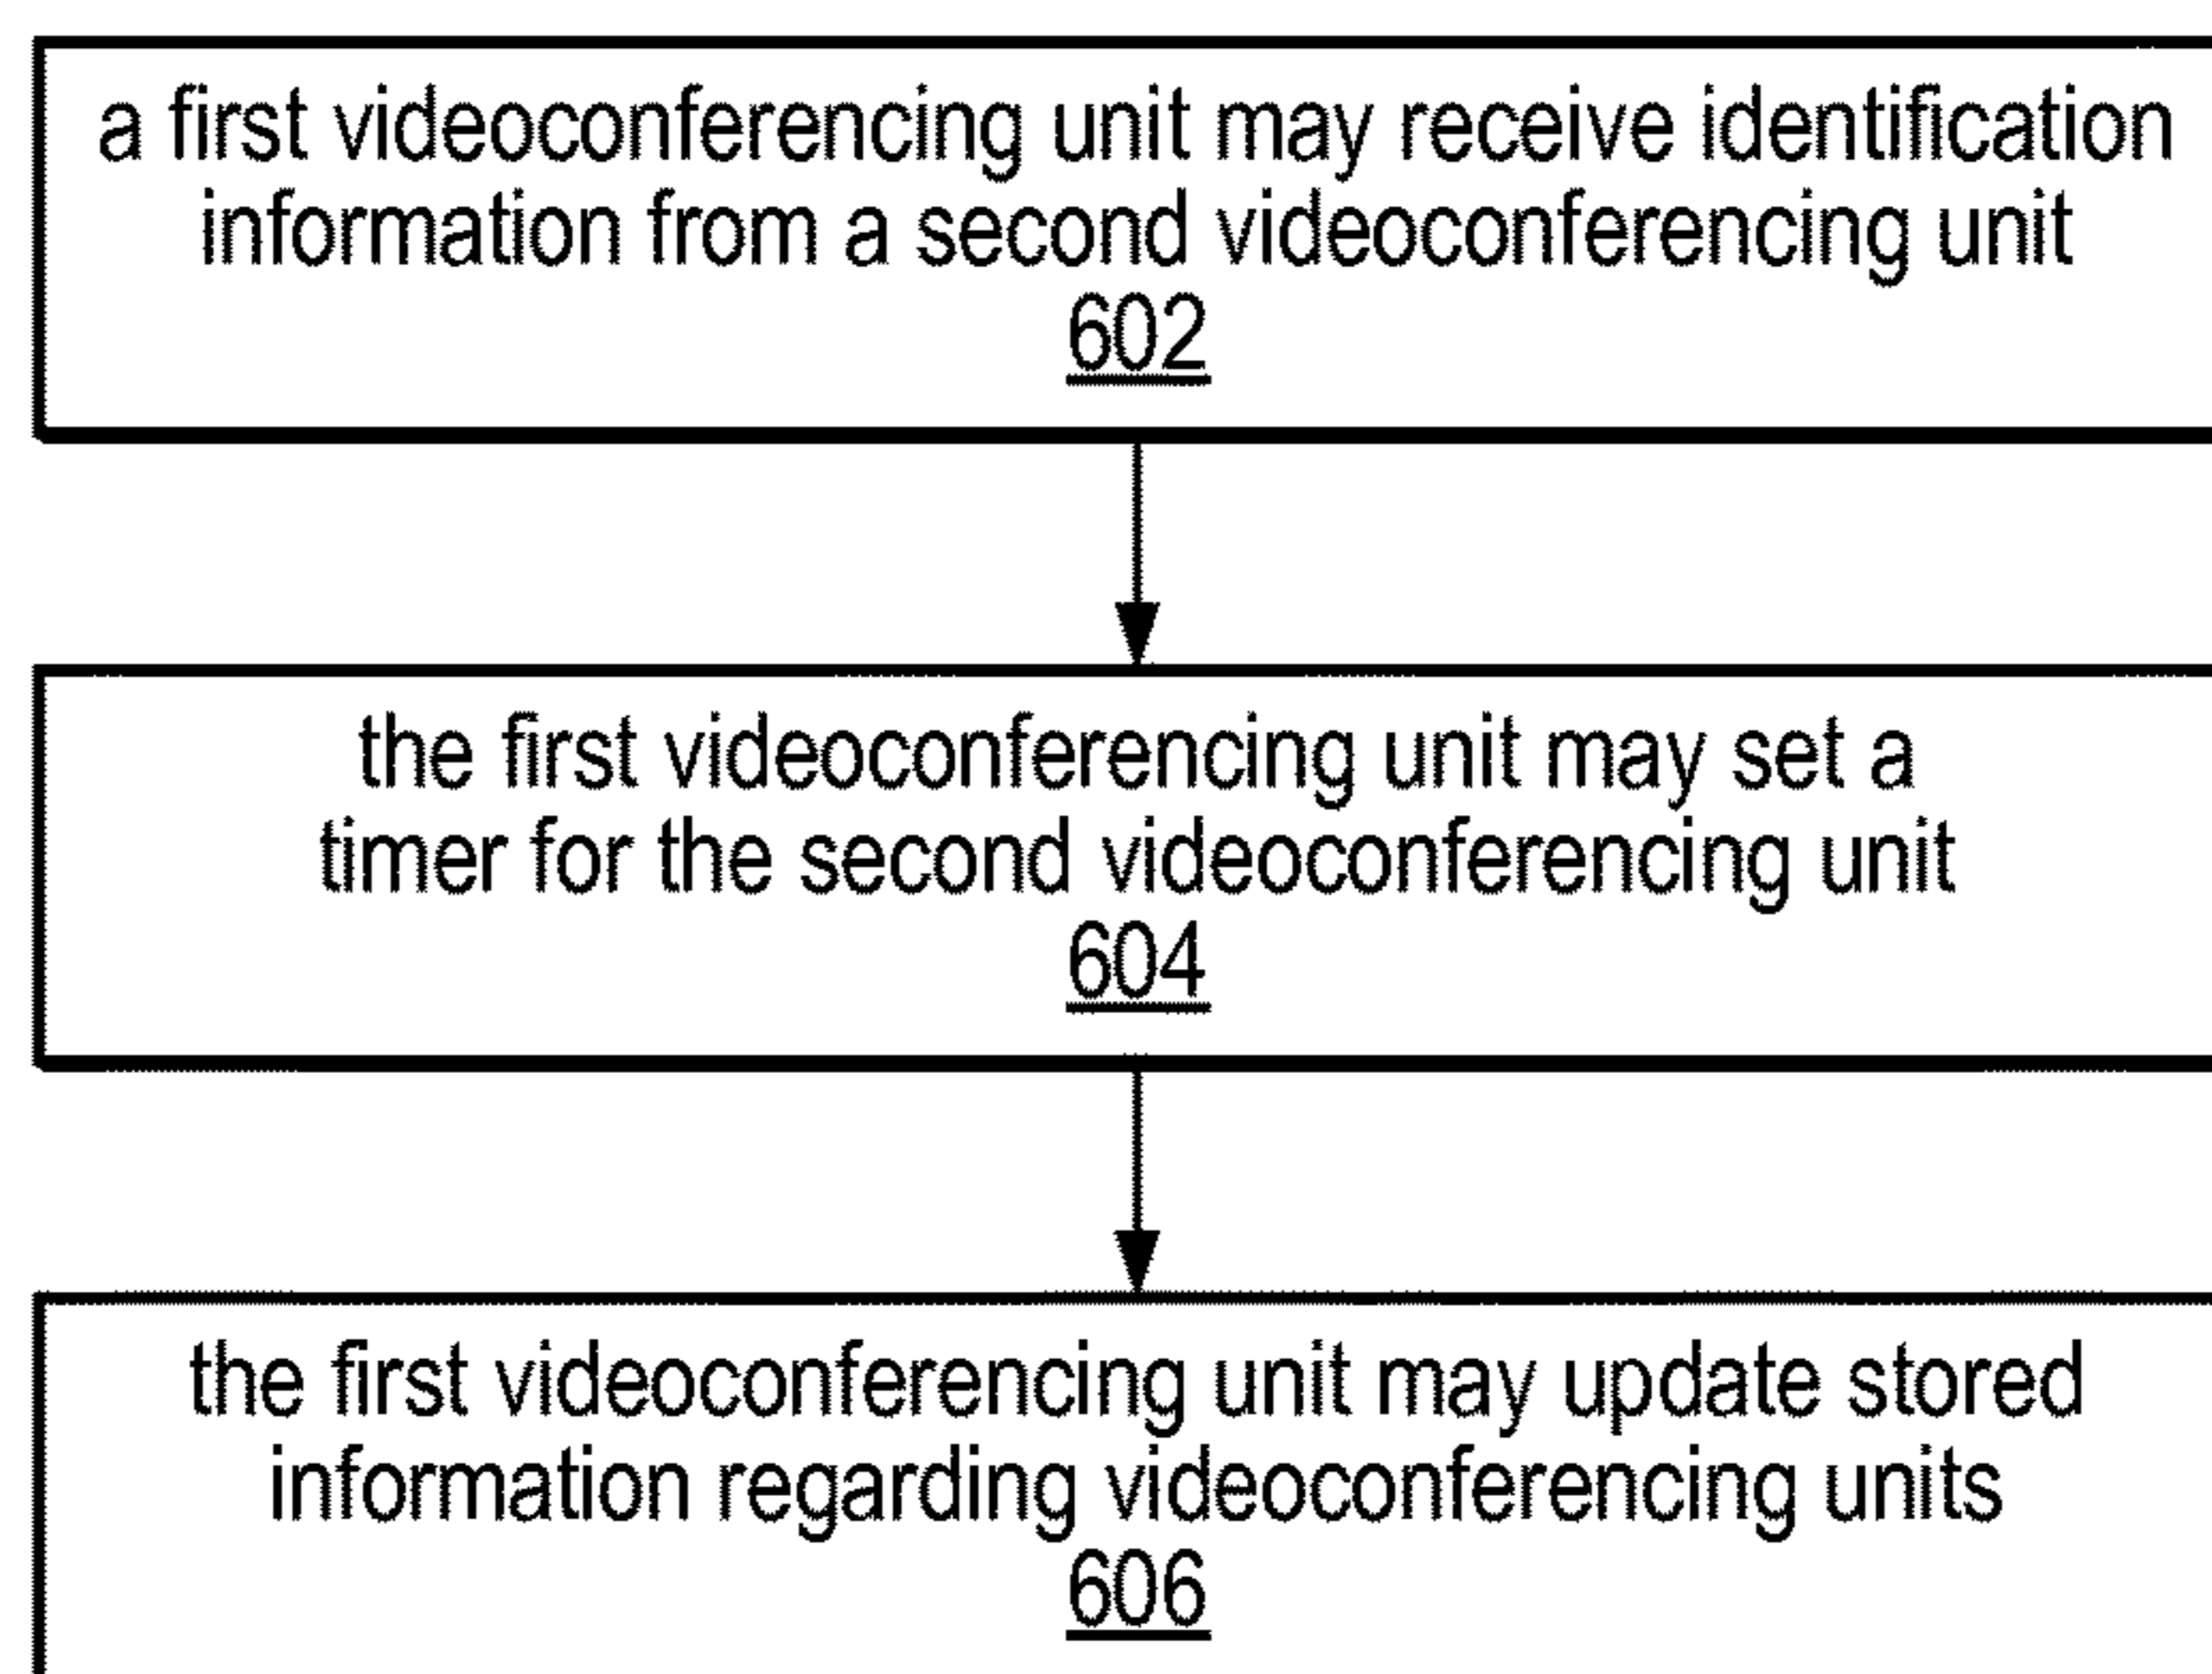 a first videoconferencing unit may receive identification
information from a second videoconferencing unit
602
the first videoconferencing unit may set a
timer for the second videoconferencing unit
604
the first videoconferencing unit may update stored
information regarding videoconferencing units
606